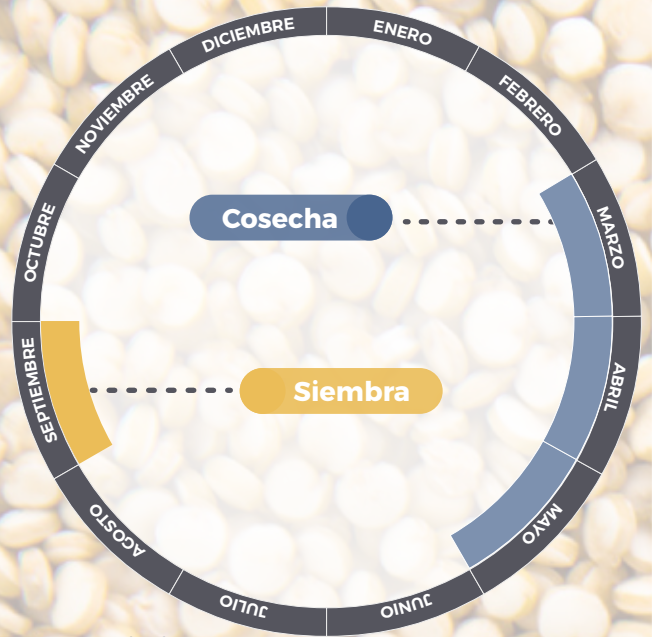 ENERO
FEBRERO
MARZO
ABRIL
MAYO
JUNIO
JULIO
AGOSTO
SEPTIEMBRE
OCTUBRE
NOVIEMBRE
DICIEMBRE
Cosecha
Siembra